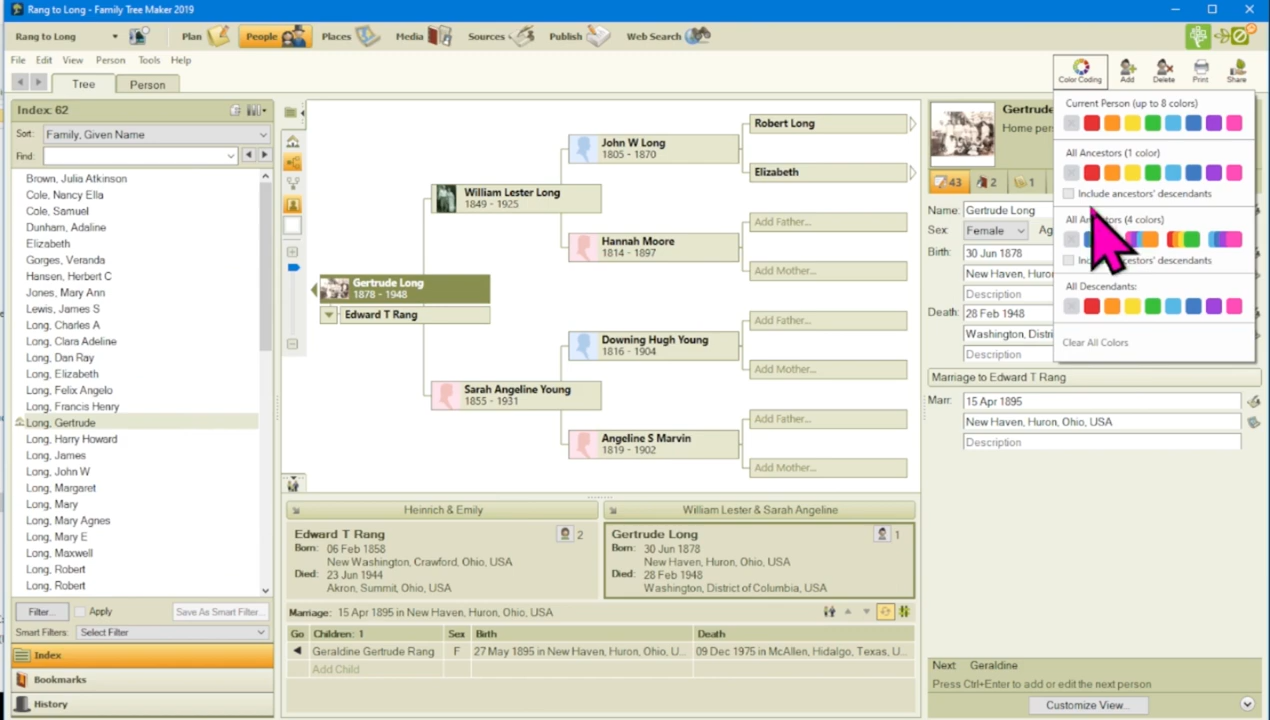 Rang to Long - Family Tree Maker 2019
Rang to Long
Plan
People
Places
Media
Sources
Publish
Web Search
File Edit View Person Tools Help
Color Coding
Add
Delete
Print
Share
Tree
Person
Index: 62
Sort: Family, Given Name
Find:
Brown, Julia Atkinson
Cole, Nancy Ella
Cole, Samuel
Dunham, Adaline
Elizabeth
Gorges, Veranda
Hansen, Herbert C
Jones, Mary Ann
Lewis, James S
Long, Charles A
Long, Clara Adeline
Long, Dan Ray
Long, Elizabeth
Long, Felix Angelo
Long, Francis Henry
Long, Gertrude
Long, Harry Howard
Long, James
Long, John W
Long, Margaret
Long, Mary
Long, Mary Agnes
Long, Mary E
Long, Maxwell
Long, Robert
Long, Robert
Filter...
Apply
Save As Smart Filter...
Smart Filters: Select Filter
Index
Bookmarks
History
Gertrude Long
1878 - 1948
Edward T Rang
William Lester Long
1849 - 1925
Sarah Angeline Young
1855 - 1931
John W Long
1805 - 1870
Hannah Moore
1814 - 1897
Downing Hugh Young
1816 - 1904
Angeline S Marvin
1819 - 1902
Robert Long
Elizabeth
Add Father...
Add Mother...
Add Father...
Add Mother...
Add Father...
Add Mother...
Heinrich & Emily
Edward T Rang
2
Born: 06 Feb 1858
New Washington, Crawford, Ohio, USA
Died: 23 Jun 1944
Akron, Summit, Ohio, USA
William Lester & Sarah Angeline
Gertrude Long
1
Born: 30 Jun 1878
New Haven, Huron, Ohio, USA
Died: 28 Feb 1948
Washington, District of Columbia, USA
Marriage: 15 Apr 1895 in New Haven, Huron, Ohio, USA
Go Children: 1 Sex Birth Death
Geraldine Gertrude Rang F 27 May 1895 in New Haven, Huron, Ohio, U... 09 Dec 1975 in McAllen, Hidalgo, Texas, U...
Add Child
Gertrude
Home pers
43
2
1
Name: Gertrude Long
Sex: Female Ag
Birth: 30 Jun 1878
New Haven, Huro
Description
Death: 28 Feb 1948
Washington, Distri
Description
Marriage to Edward T Rang
Marr: 15 Apr 1895
New Haven, Huron, Ohio, USA
Description
Current Person (up to 8 colors)
All Ancestors (1 color)
Include ancestors' descendants
All An tors (4 colors)
Inc cestors' descendants
All Descendants:
Clear All Colors
Next Geraldine
Press Ctrl+Enter to add or edit the next person
Customize View...